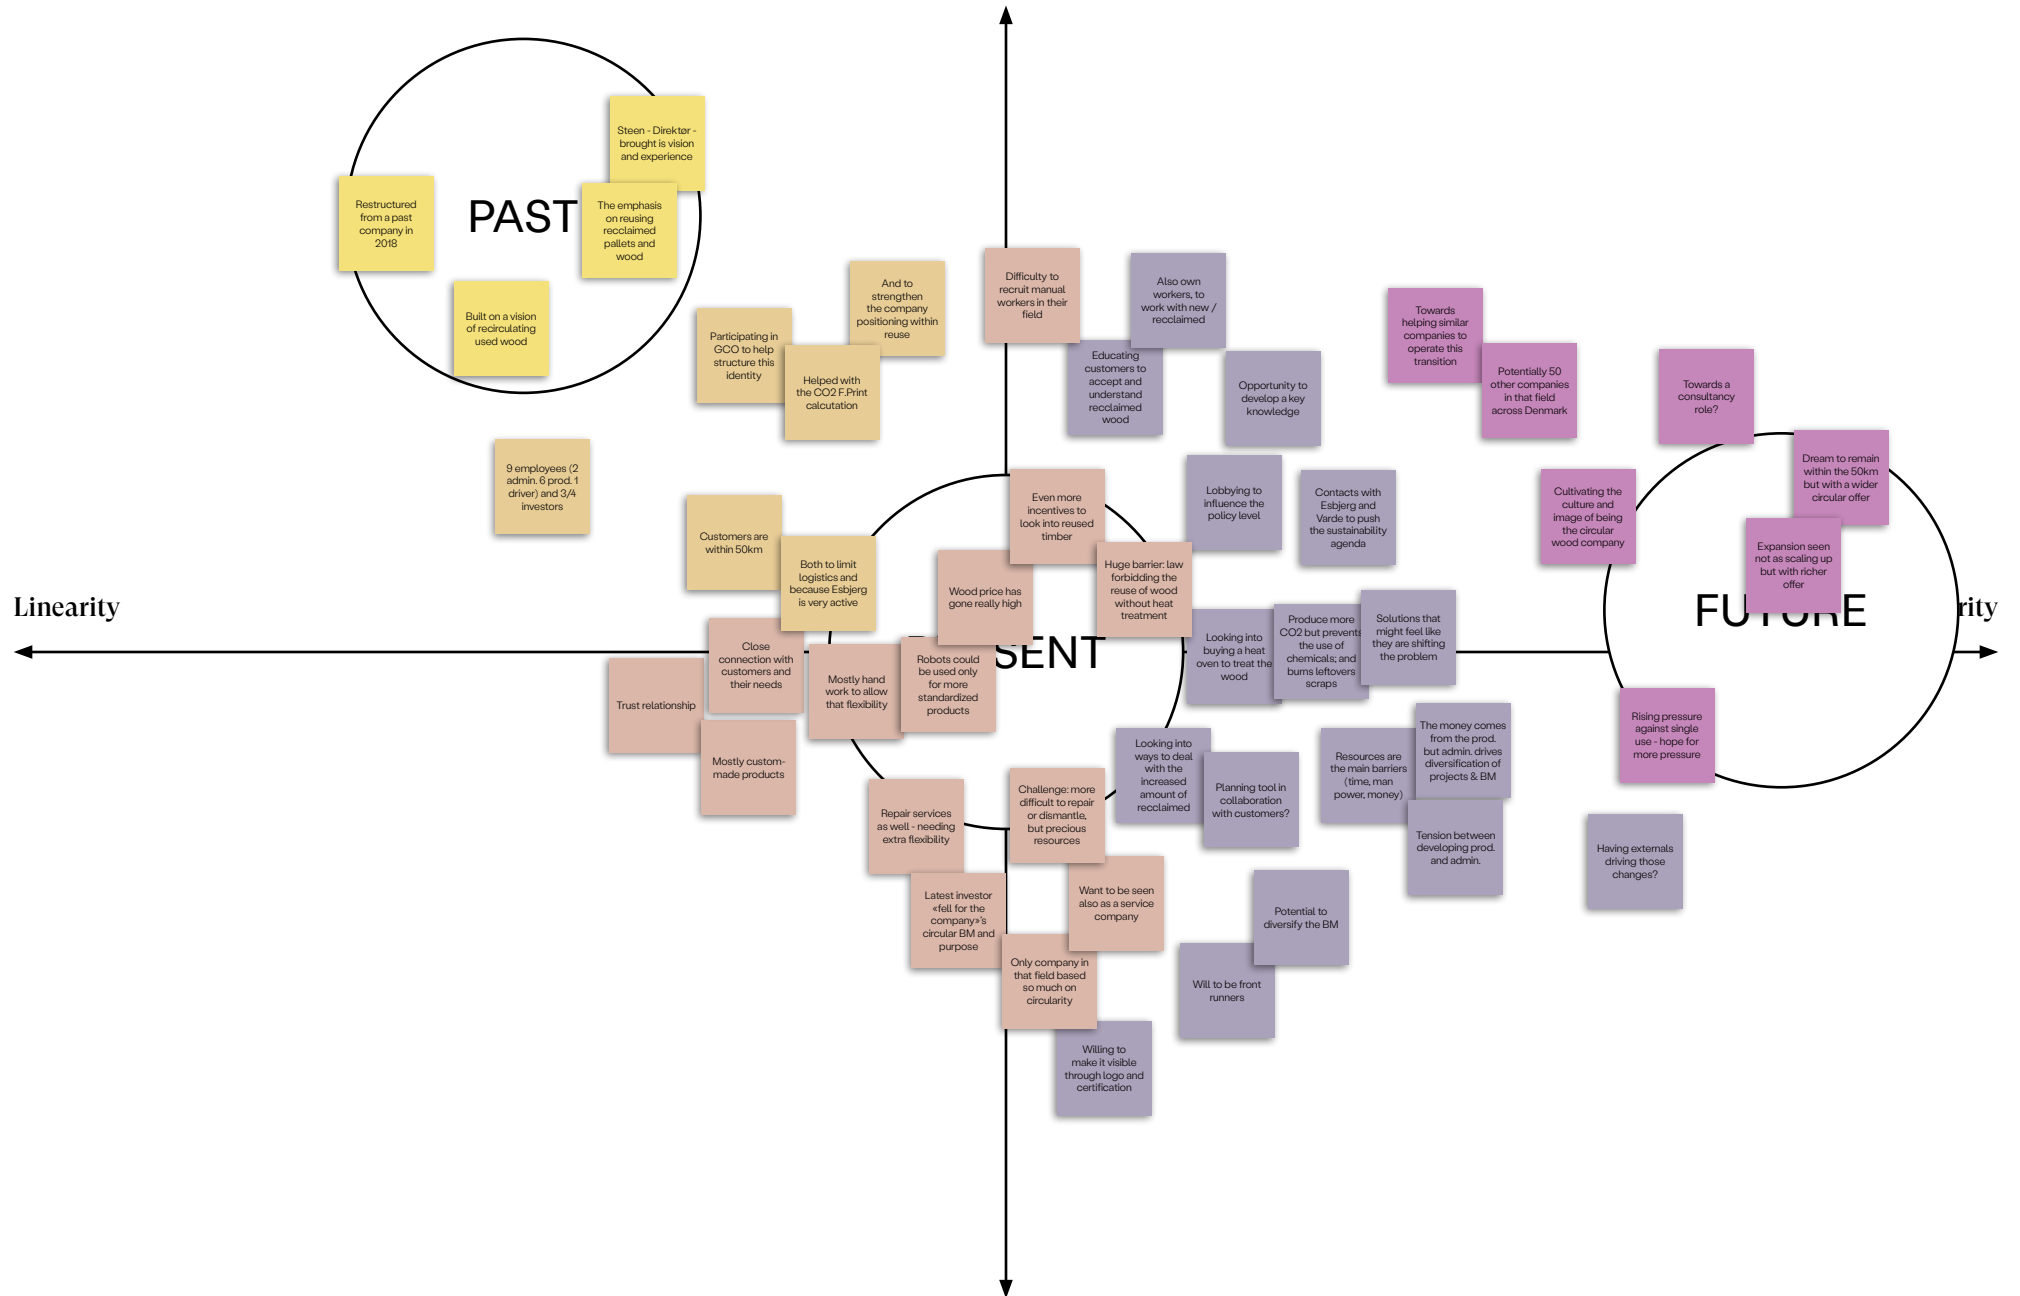 Steen - Direktør -
brought is vision
and experience
Restructured
from a past
company in
2018
PAST
The emphasis
on reusing
recclaimed
pallets and
wood
Built on a vision
of recirculating
used wood
And to
strengthen
the company
positioning within
reuse
Participating in
GCO to help
structure this
identity
Helped with
the CO2 F.Print
calcutation
9 employees (2
admin. 6 prod. 1
driver) and 3/4
investors
Customers are
within 50km
Both to limit
logistics and
because Esbjerg
is very active
Difficulty to
recruit manual
workers in their
field
Also own
workers, to
work with new /
recclaimed
Educating
customers to
accept and
understand
recclaimed
wood
Opportunity to
develop a key
knowledge
Towards
helping similar
companies to
operate this
transition
Potentially 50
other companies
in that field
across Denmark
Towards a
consultancy
role?
Dream to remain
within the 50km
but with a wider
circular offer
Cultivating the
culture and
image of being
the circular
wood company
Expansion seen
not as scaling up
but with richer
offer
FUTURE
Even more
incentives to
look into reused
timber
Lobbying to
influence the
policy level
Contacts with
Esbjerg and
Varde to push
the sustainability
agenda
Wood price has
gone really high
Huge barrier: law
forbidding the
reuse of wood
without heat
treatment
Linearity
rity
SENT
Looking into
buying a heat
oven to treat the
wood
Produce more
CO2 but prevents
the use of
chemicals; and
burns leftovers
scraps
Solutions that
might feel like
they are shifting
the problem
Close
connection with
customers and
their needs
Trust relationship
Mostly hand
work to allow
that flexibility
Robots could
be used only
for more
standardized
products
Mostly custom-
made products
Rising pressure
against single
use - hope for
more pressure
Looking into
ways to deal
with the
increased
amount of
recclaimed
Planning tool in
collaboration
with customers?
Resources are
the main barriers
(time, man
power, money)
The money comes
from the prod.
but admin. drives
diversification of
projects & BM
Tension between
developing prod.
and admin.
Having externals
driving those
changes?
Repair services
as well - needing
extra flexibility
Challenge: more
difficult to repair
or dismantle,
but precious
resources
Latest investor
«fell for the
company»'s
circular BM and
purpose
Want to be seen
also as a service
company
Only company in
that field based
so much on
circularity
Potential to
diversify the BM
Will to be front
runners
Willing to
make it visible
through logo and
certification